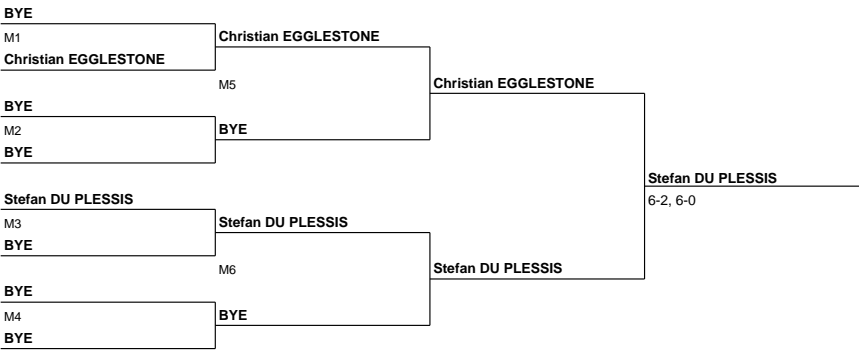 BYE
M1
Christian EGGLESTONE
Christian EGGLESTONE
M5
BYE
M2
BYE
BYE
Christian EGGLESTONE
Stefan DU PLESSIS
M3
BYE
Stefan DU PLESSIS
M6
BYE
M4
BYE
BYE
Stefan DU PLESSIS
Stefan DU PLESSIS
6-2, 6-0